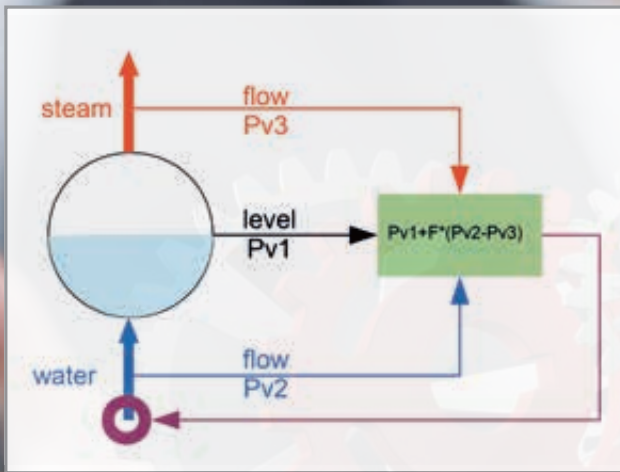 steam
flow
Pv3
level
Pv1
Pv1+F*(Pv2-Pv3)
water
flow
Pv2